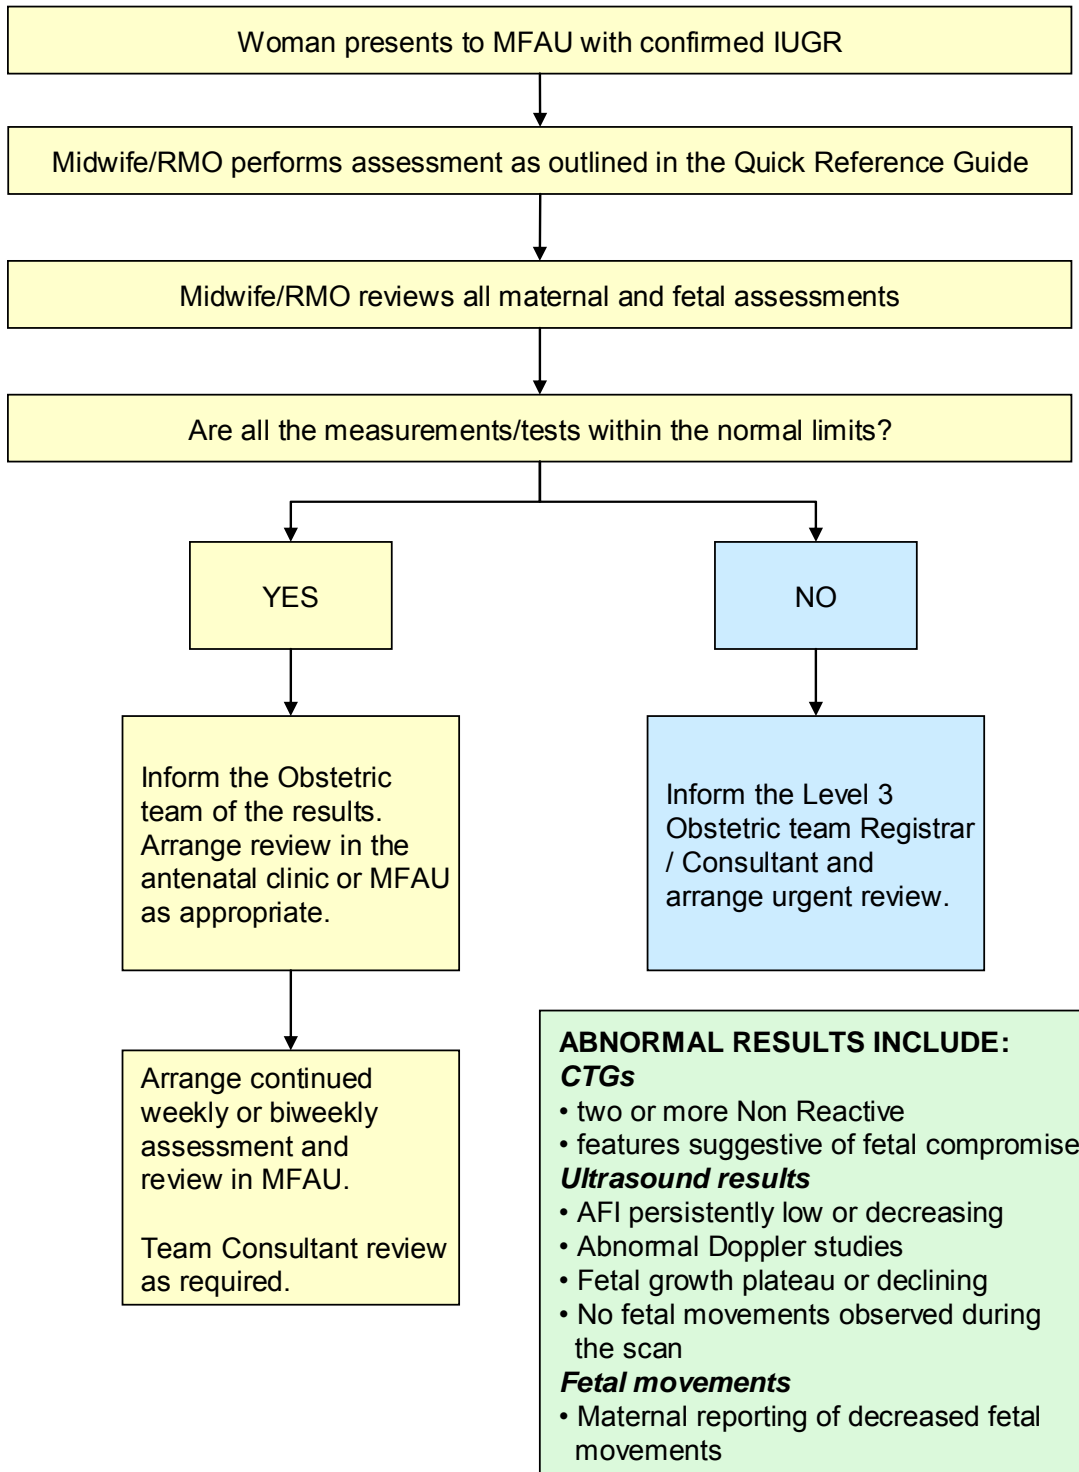 Woman presents to MFAU with confirmed IUGR
Midwife/RMO performs assessment as outlined in the Quick Reference Guide
Midwife/RMO reviews all maternal and fetal assessments
Are all the measurements/tests within the normal limits?
YES
NO
Inform the Obstetric
team of the results.
Arrange review in the
antenatal clinic or MFAU
as appropriate.
Inform the Level 3
Obstetric team Registrar
/ Consultant and
arrange urgent review.
Arrange continued
weekly or biweekly
assessment and
review in MFAU.
Team Consultant review
as required.
ABNORMAL RESULTS INCLUDE:
CTGs
• two or more Non Reactive
• features suggestive of fetal compromise
Ultrasound results
• AFI persistently low or decreasing
• Abnormal Doppler studies
• Fetal growth plateau or declining
• No fetal movements observed during
the scan
Fetal movements
• Maternal reporting of decreased fetal
movements